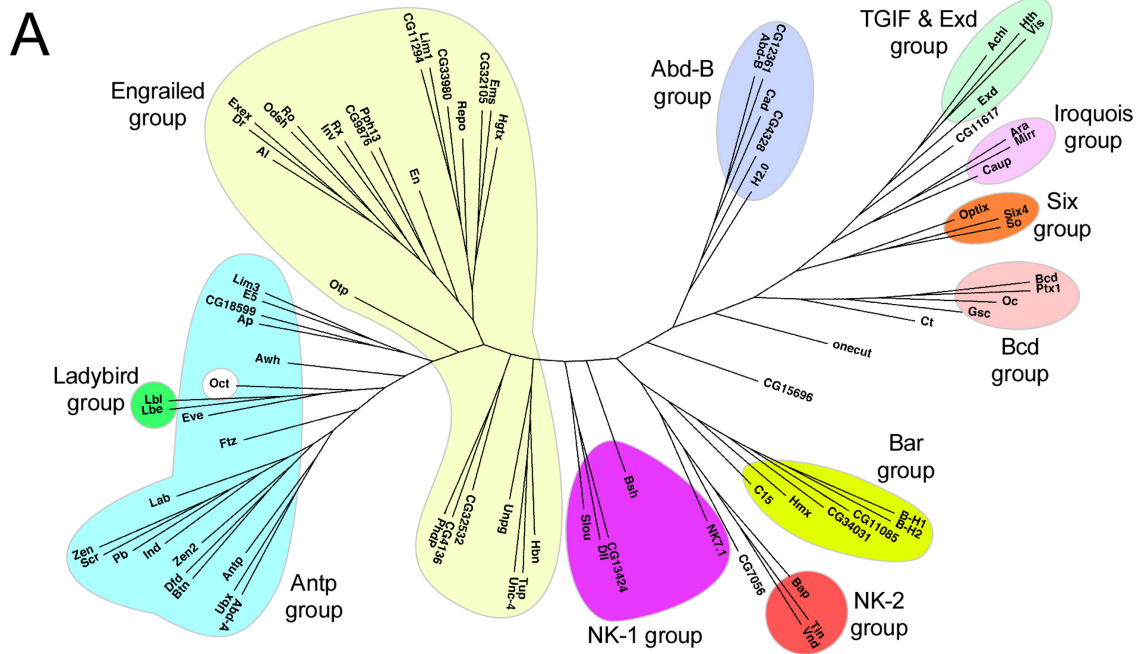 A
Engrailed
group
Abd-B
group
TGIF & Exd
group
Iroquois
group
Six
group
Bcd
group
Bar
group
NK-2
group
NK-1 group
Antp
group
Ladybird
group
CG11294
Lim1
CG33980
Repo
CG32105
Ems
Hgtx
Exex
Dr
Odsh
Ro
Al
Inv
Rx
CG9876
Pph13
En
Otp
Lim3
E5
CG18599
Ap
Awh
Oct
Lbl
Lbe
Eve
Ftz
Lab
Zen
Scr
Pb
Ind
Zen2
Dfd
Btn
Antp
Ubx
Abd-A
Phdp
CG4136
CG32532
Unpg
Unc-4
Tup
Hbn
Slou
Dll
CG13424
Bsh
NK7.1
CG7056
Bap
Tin
Vnd
C15
Hmx
CG34031
CG11085
B-H2
B-H1
CG15696
onecut
Ct
Gsc
Oc
Ptx1
Bcd
So
Six4
Optix
Caup
Mirr
Ara
CG11617
Exd
Achi
Hth
Vis
Abd-B
CG12361
Cad
CG4328
H2.0